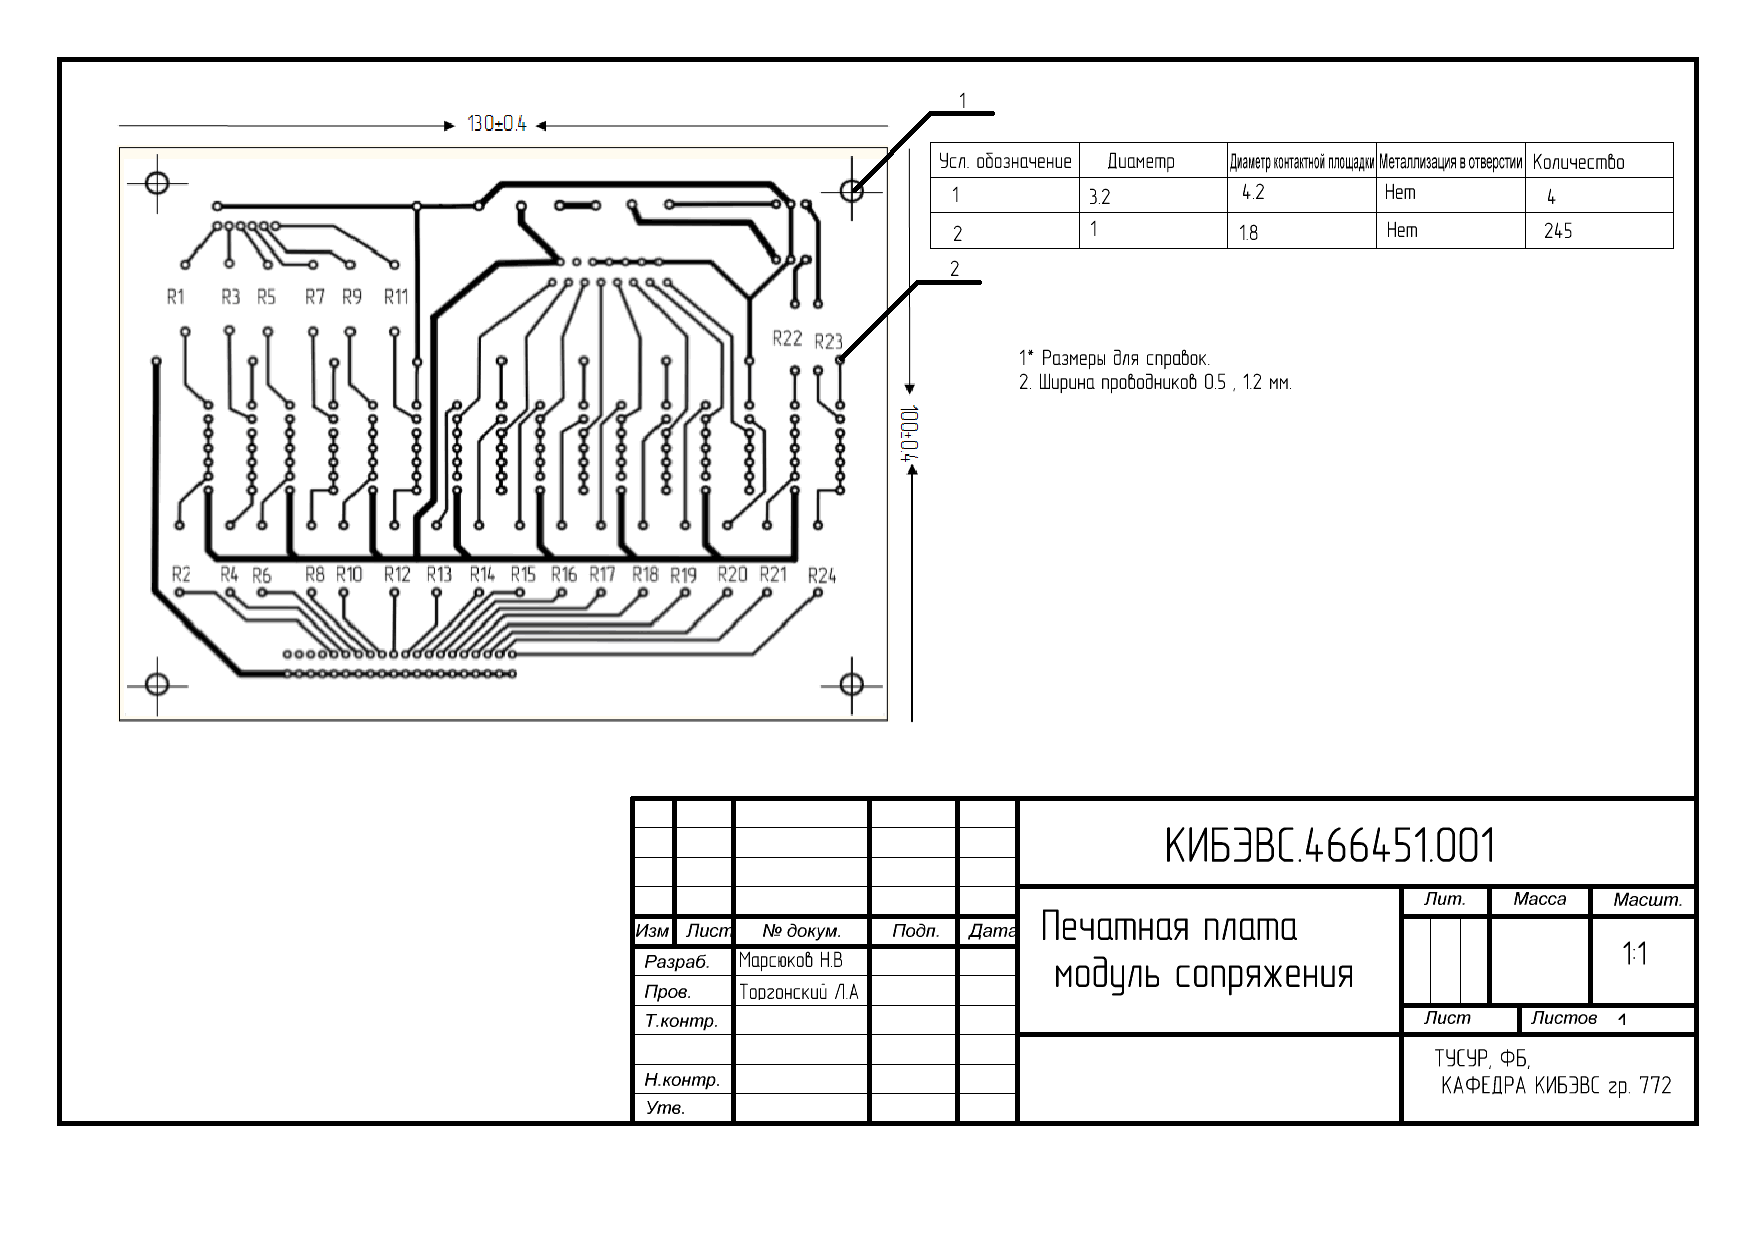 1
130±0.4
Усл. обозначение Диаметр Диаметр контактной площадки Металлизация в отверстии Количество
1 3.2 4.2 Нет 4
2 1 1.8 Нет 245
2
R1 R3 R5 R7 R9 R11
R22 R23
1* Размеры для справок.
2. Ширина проводников 0.5 , 1.2 мм.
100±0.4
R2 R4 R6 R8 R10 R12 R13 R14 R15 R16 R17 R18 R19 R20 R21 R24
КИБЭВС.466451.001
Лит. Масса Масшт.
Печатная плата
модуль сопряжения
1:1
Изм Лист № докум. Подп. Дата
Разраб. Марсюков Н.В
Пров. Торгонский Л.А
Т.контр.
Лист Листов 1
Н.контр.
Утв.
ТУСУР, ФБ,
КАФЕДРА КИБЭВС гр. 772